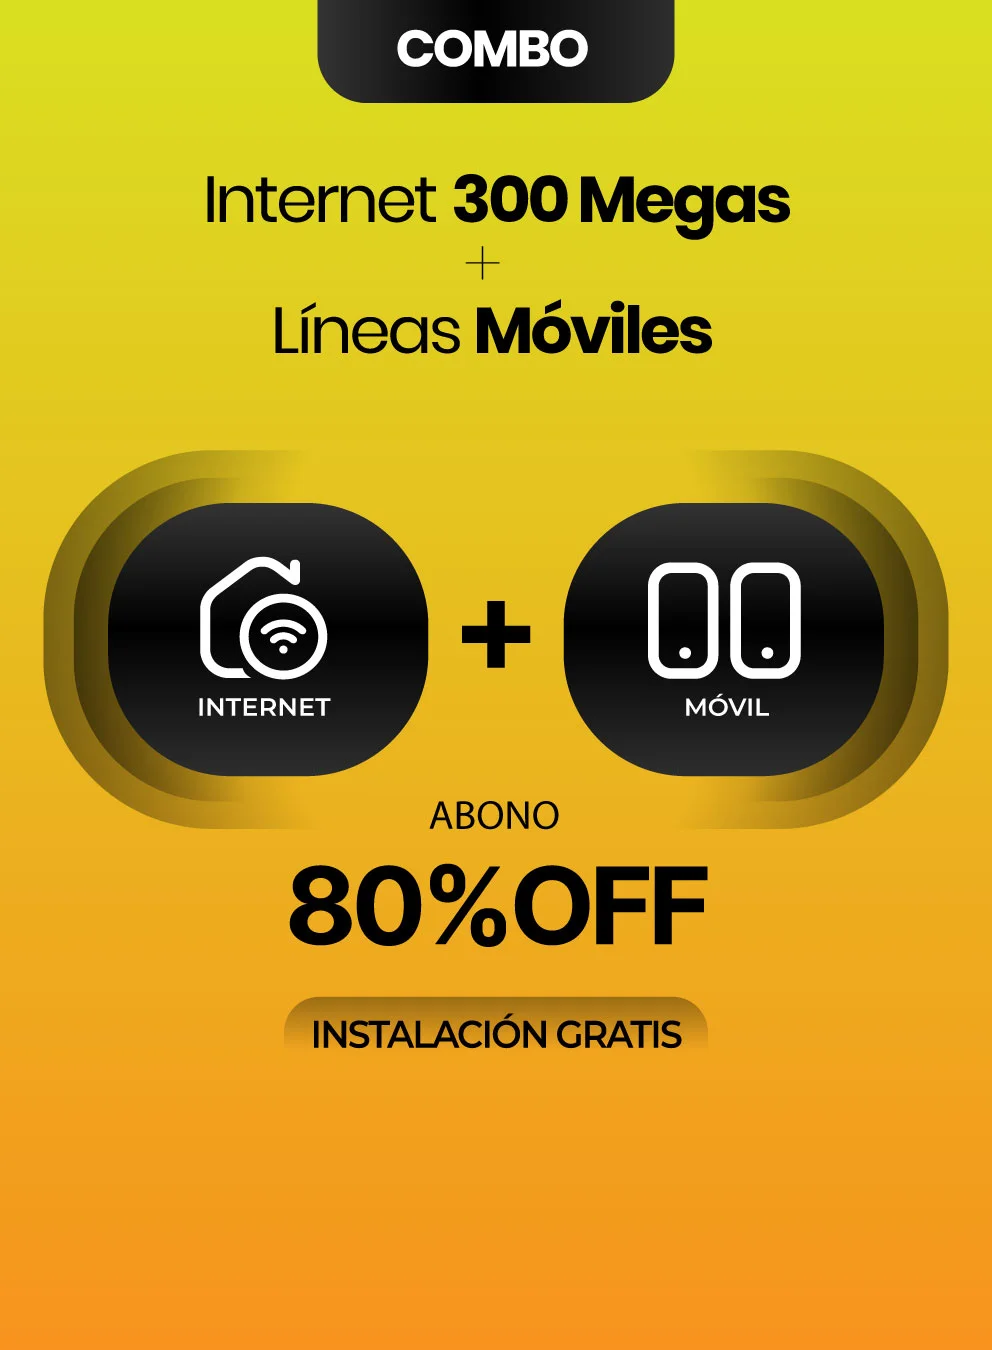 COMBO
Internet 300 Megas
+
Líneas Móviles
INTERNET
+
MÓVIL
ABONO
80%OFF
INSTALACIÓN GRATIS